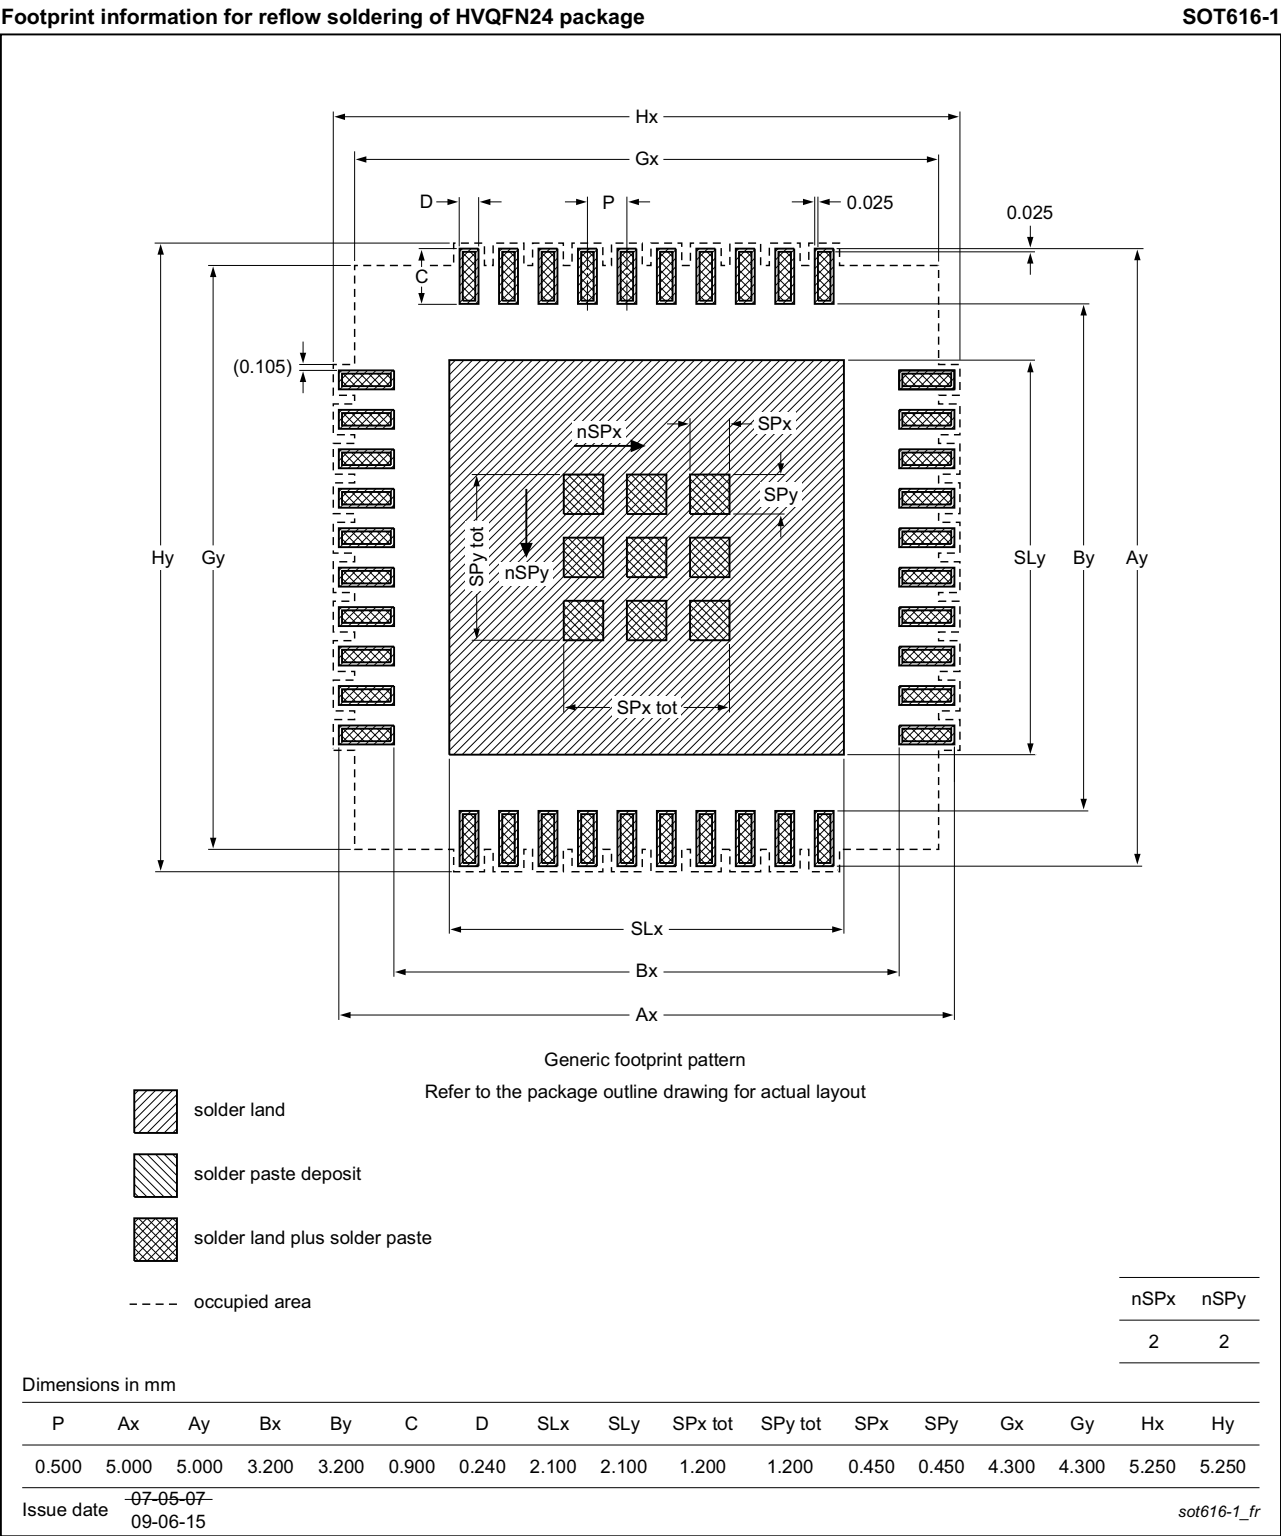 Footprint information for reflow soldering of HVQFN24 package SOT616-1
Hx
Gx
D P 0.025
0.025
C
(0.105)
nSPx SPx
SPy
SPy tot
nSPy
Hy Gy SLy By Ay
SPx tot
SLx
Bx
Ax
Generic footprint pattern
Refer to the package outline drawing for actual layout
solder land
solder paste deposit
solder land plus solder paste
occupied area
nSPx nSPy
2 2
Dimensions in mm
P Ax Ay Bx By C D SLx SLy SPx tot SPy tot SPx SPy Gx Gy Hx Hy
0.500 5.000 5.000 3.200 3.200 0.900 0.240 2.100 2.100 1.200 1.200 0.450 0.450 4.300 4.300 5.250 5.250
Issue date 07-05-07
09-06-15
sot616-1_fr